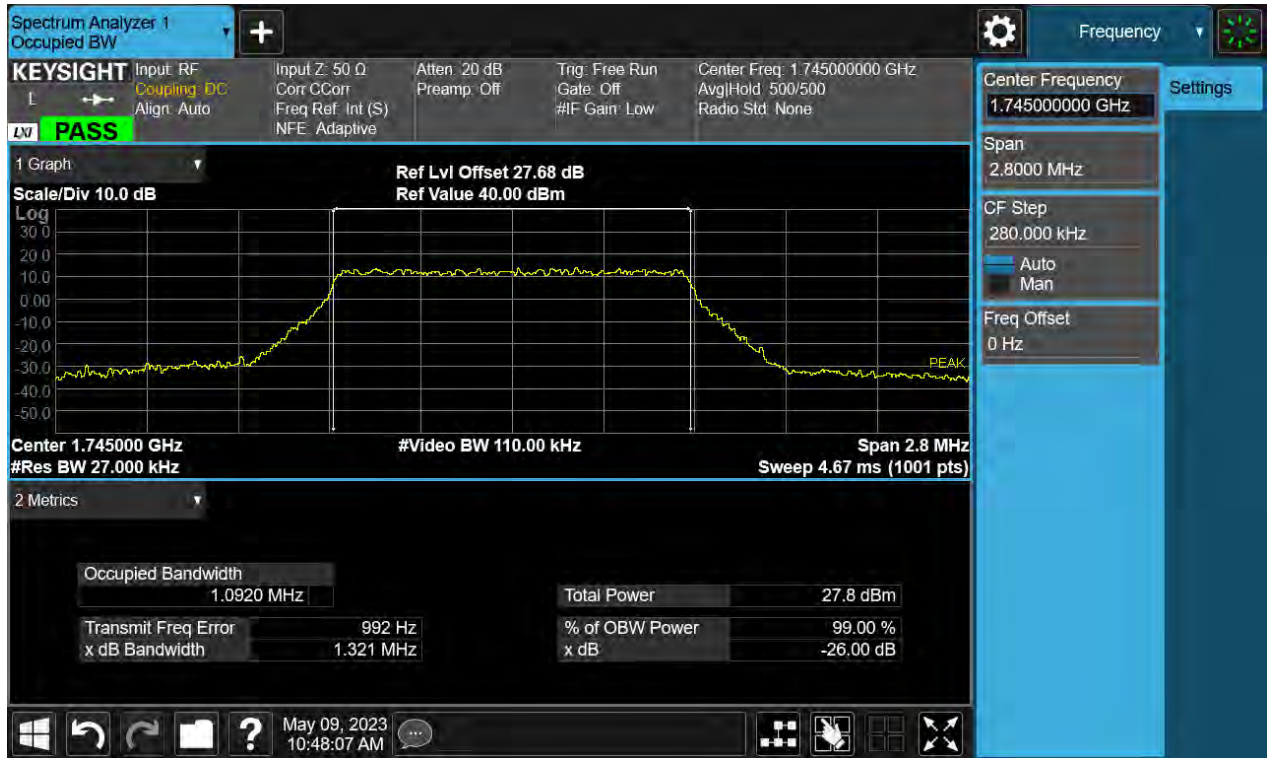 Spectrum Analyzer 1
Occupied BW
Frequency
KEYSIGHT
L
LXI
PASS
Input: RF
Coupling: DC
Align: Auto
Input Z: 50 Ω
Corr CCorr
Freq Ref: Int (S)
NFE: Adaptive
Atten: 20 dB
Preamp: Off
Trig: Free Run
Gate: Off
#IF Gain: Low
Center Freq: 1.745000000 GHz
Avg|Hold: 500/500
Radio Std: None
Center Frequency
1.745000000 GHz
Settings
Span
2.8000 MHz
CF Step
280.000 kHz
Auto
Man
Freq Offset
0 Hz
1 Graph
Scale/Div 10.0 dB
Ref Lvl Offset 27.68 dB
Ref Value 40.00 dBm
Log
30.0
20.0
10.0
0.00
-10.0
-20.0
-30.0
-40.0
-50.0
PEAK
Center 1.745000 GHz
#Video BW 110.00 kHz
Span 2.8 MHz
#Res BW 27.000 kHz
Sweep 4.67 ms (1001 pts)
2 Metrics
Occupied Bandwidth
1.0920 MHz
Total Power 27.8 dBm
Transmit Freq Error 992 Hz
% of OBW Power 99.00 %
x dB Bandwidth 1.321 MHz
x dB -26.00 dB
?
May 09, 2023
10:48:07 AM